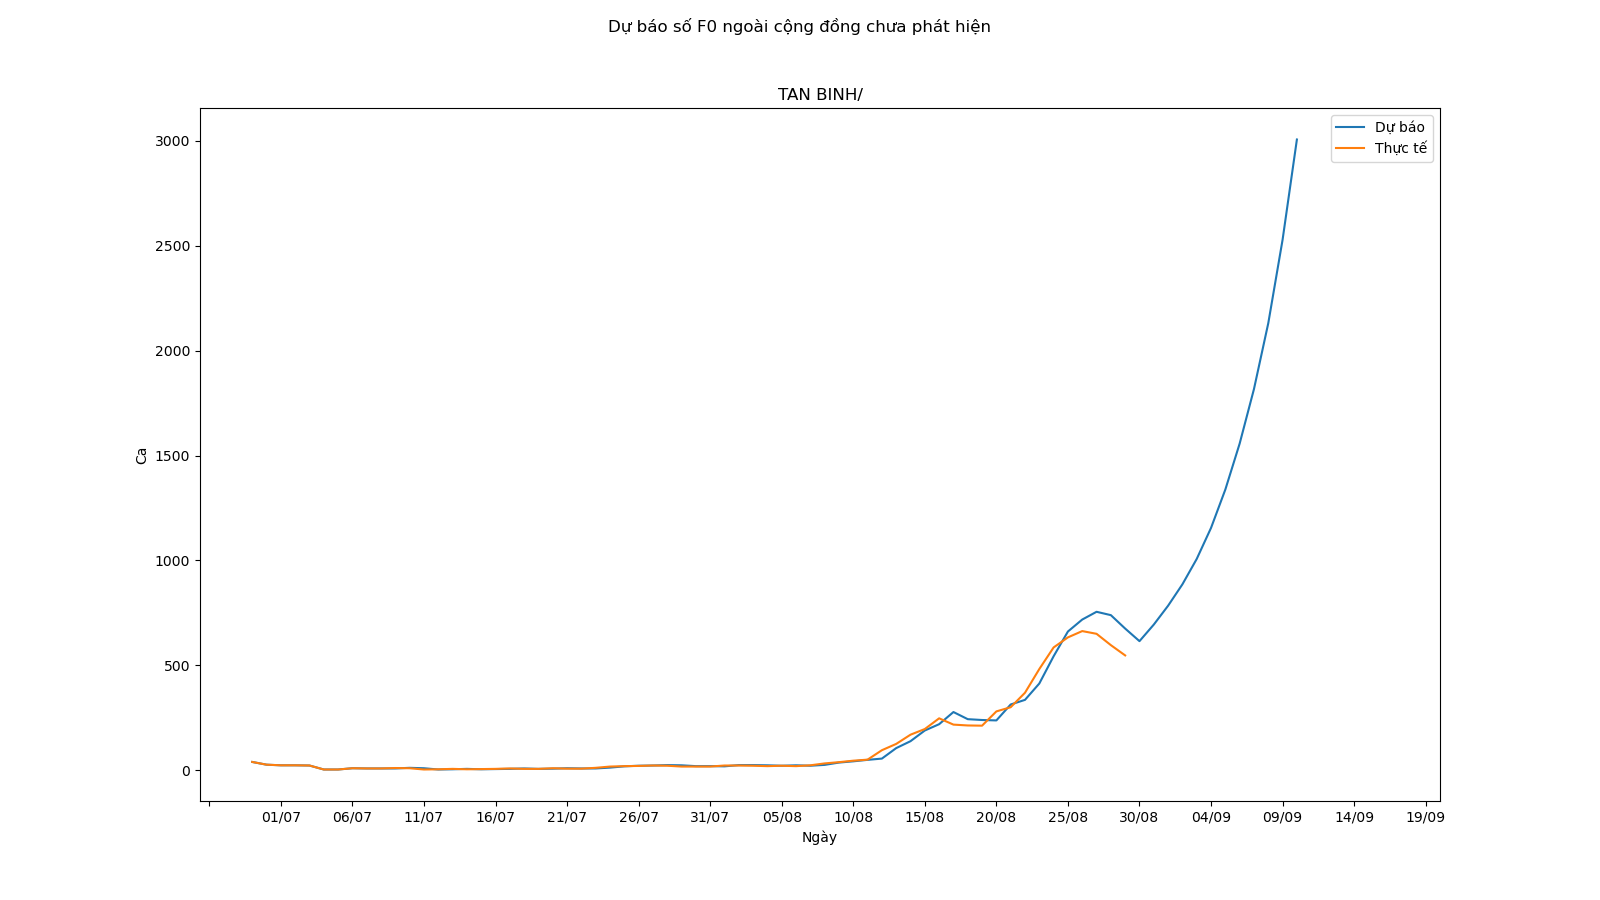 Dự báo số F0 ngoài cộng đồng chưa phát hiện
TAN BINH/
Dự báo
Thực tế
3000
2500
2000
1500
1000
500
0
Ca
01/07 06/07 11/07 16/07 21/07 26/07 31/07 05/08 10/08 15/08 20/08 25/08 30/08 04/09 09/09 14/09 19/09
Ngày